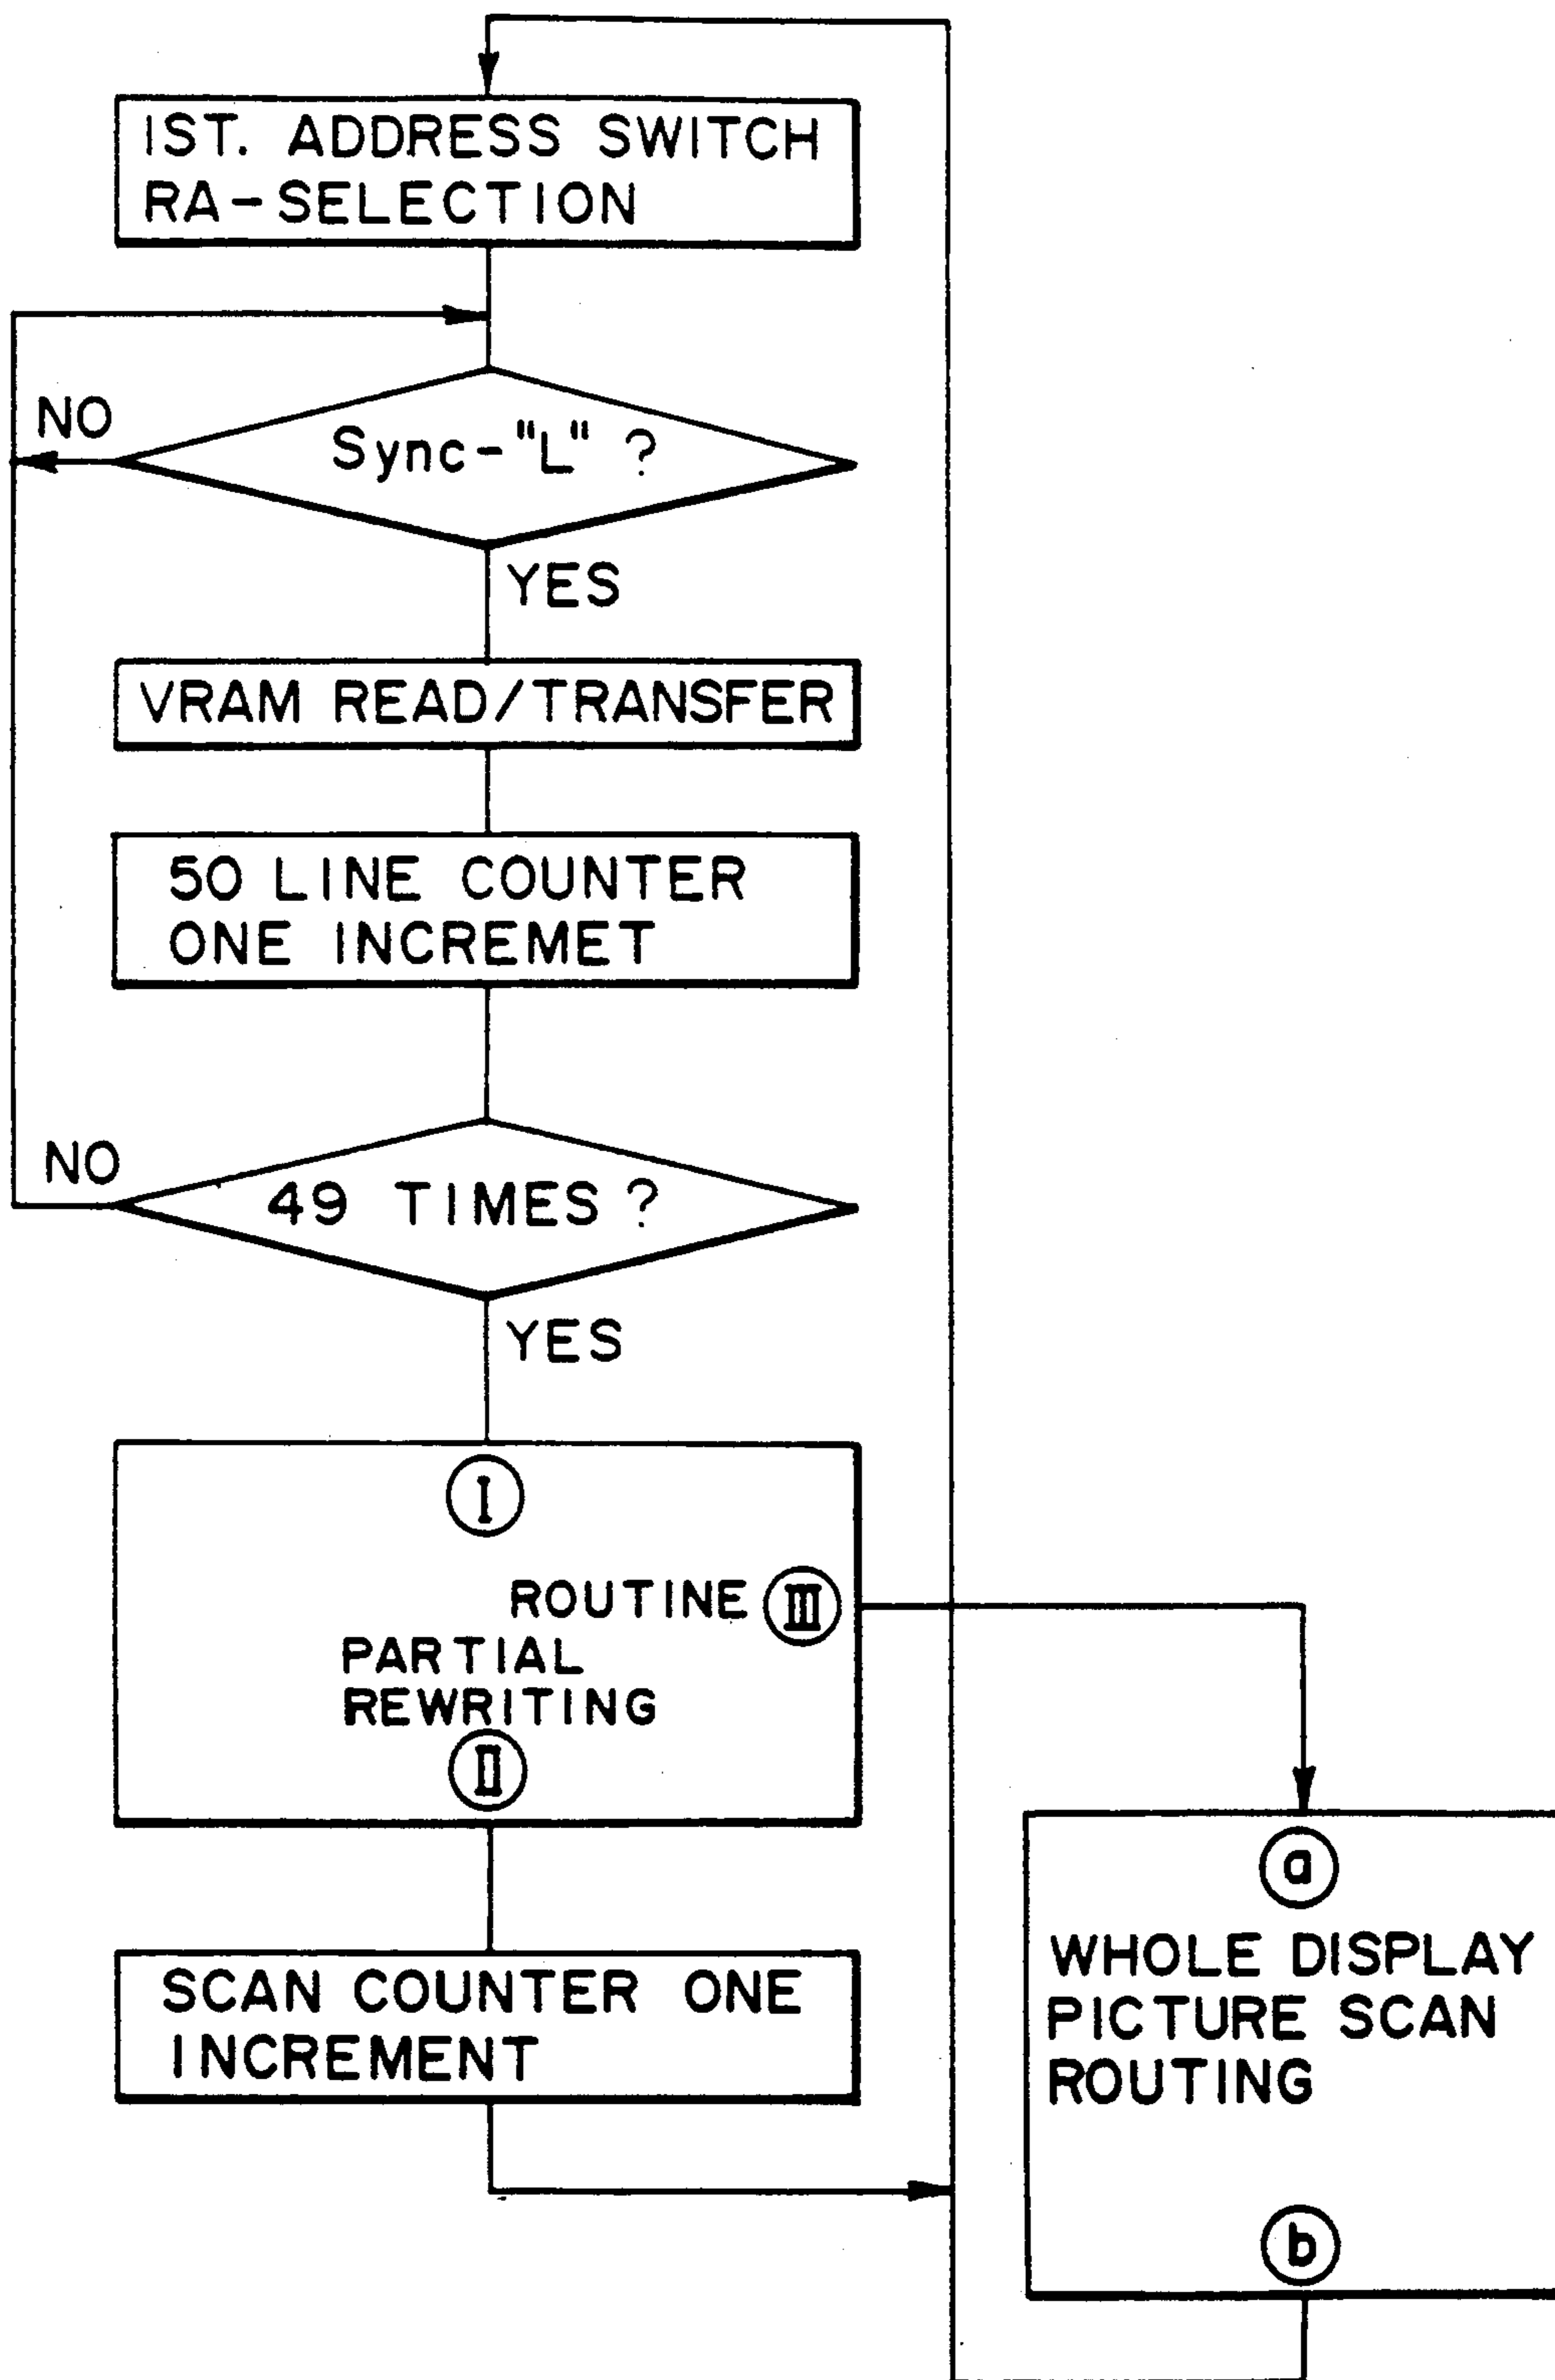 IST. ADDRESS SWITCH
RA-SELECTION
NO
Sync-"L" ?
YES
VRAM READ/TRANSFER
50 LINE COUNTER
ONE INCREMET
NO
49 TIMES ?
YES
I
ROUTINE III
PARTIAL
REWRITING
II
SCAN COUNTER ONE
INCREMENT
a
WHOLE DISPLAY
PICTURE SCAN
ROUTING
b